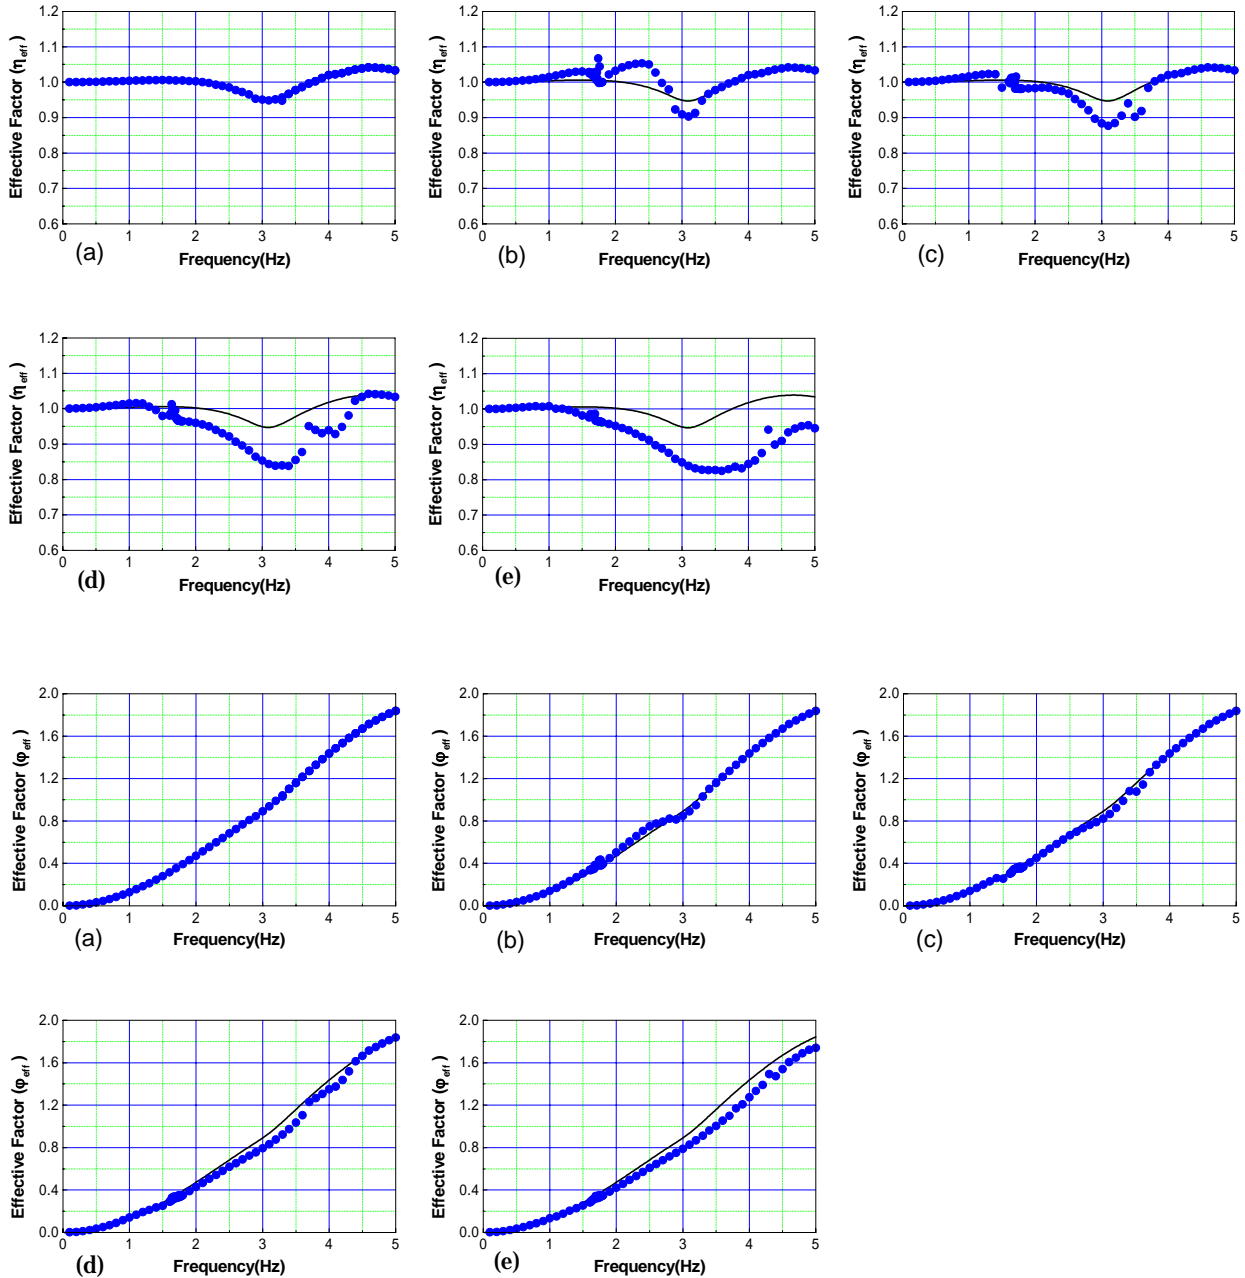 1.2 1.2 1.2
1.1 1.1 1.1
1.0 1.0 1.0
0.9 0.9 0.9
0.8 0.8 0.8
0.7 0.7 0.7
0.6 0.6 0.6
Effective Factor (ηeff) Effective Factor (ηeff) Effective Factor (ηeff)
0 1 2 3 4 5 0 1 2 3 4 5 0 1 2 3 4 5
(a) (b) (c)
Frequency(Hz) Frequency(Hz) Frequency(Hz)
1.2 1.2
1.1 1.1
1.0 1.0
0.9 0.9
0.8 0.8
0.7 0.7
0.6 0.6
Effective Factor (ηeff) Effective Factor (ηeff)
0 1 2 3 4 5 0 1 2 3 4 5
(d) (e)
Frequency(Hz) Frequency(Hz)
2.0 2.0 2.0
1.6 1.6 1.6
1.2 1.2 1.2
0.8 0.8 0.8
0.4 0.4 0.4
0.0 0.0 0.0
Effective Factor (φeff) Effective Factor (φeff) Effective Factor (φeff)
0 1 2 3 4 5 0 1 2 3 4 5 0 1 2 3 4 5
(a) (b) (c)
Frequency(Hz) Frequency(Hz) Frequency(Hz)
2.0 2.0
1.6 1.6
1.2 1.2
0.8 0.8
0.4 0.4
0.0 0.0
Effective Factor (φeff) Effective Factor (φeff)
0 1 2 3 4 5 0 1 2 3 4 5
(d) (e)
Frequency(Hz) Frequency(Hz)